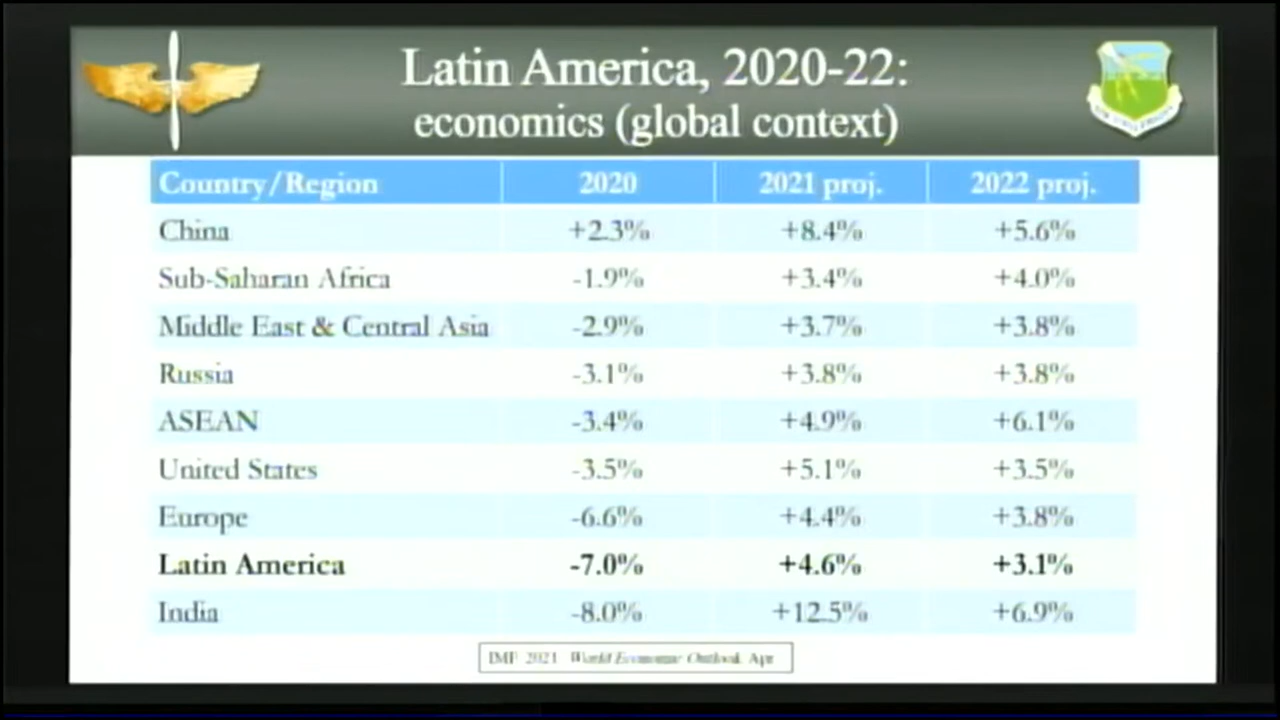 Latin America, 2020-22:
economics (global context)
Country/Region 2020 2021 proj. 2022 proj.
China +2.3% +8.4% +5.6%
Sub-Saharan Africa -1.9% +3.4% +4.0%
Middle East & Central Asia -2.9% +3.7% +3.8%
Russia -3.1% +3.8% +3.8%
ASEAN -3.4% +4.9% +6.1%
United States -3.5% +5.1% +3.5%
Europe -6.6% +4.4% +3.8%
Latin America -7.0% +4.6% +3.1%
India -8.0% +12.5% +6.9%
IMF 2021 World Economic Outlook, Apr